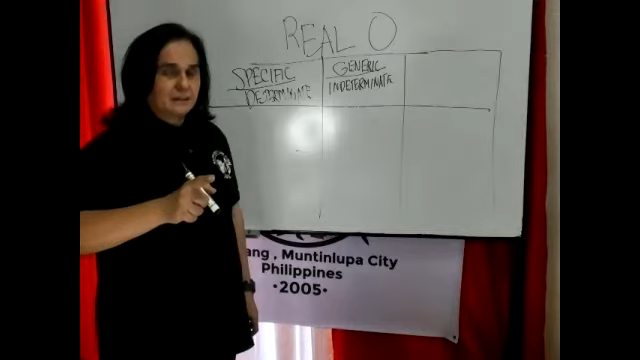 REAL O
SPECIFIC
DETERMINATE
GENERIC
INDETERMINATE
ang , Muntinlupa City
Philippines
•2005•